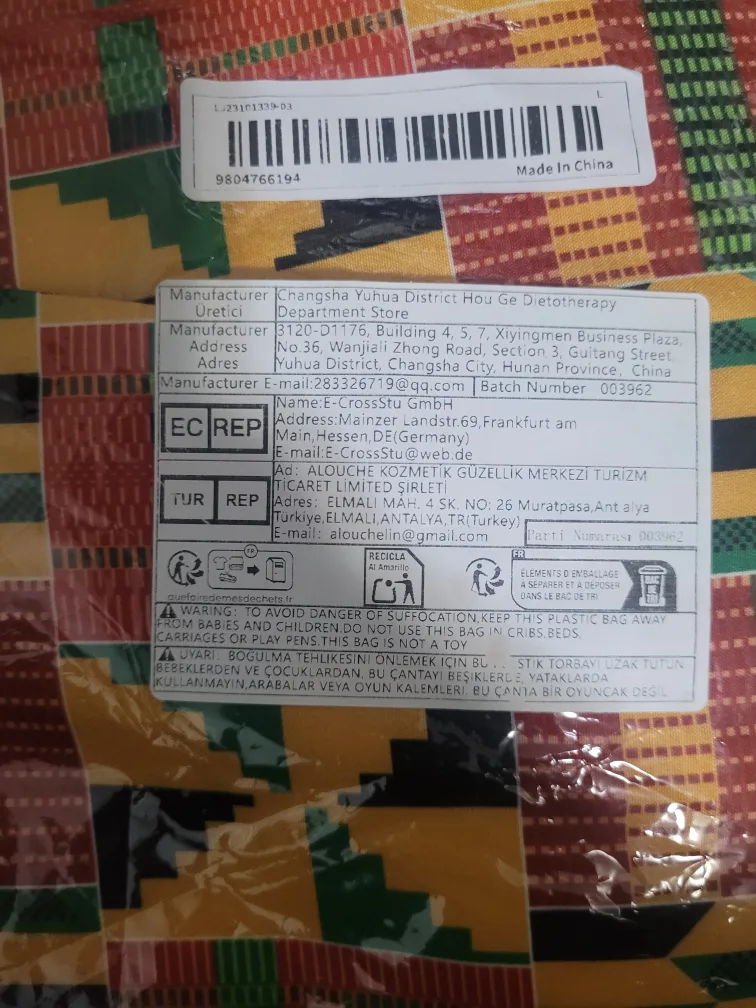 LJ23101339-03
L
9804766194
Made In China
Manufacturer
Üretici
Changsha Yuhua District Hou Ge Dietotherapy
Department Store
Manufacturer
Address
Adres
3120-D1176, Building 4, 5, 7, Xiyingmen Business Plaza,
No.36, Wanjiali Zhong Road, Section 3, Guitang Street,
Yuhua District, Changsha City, Hunan Province, China
Manufacturer E-mail:283326719@qq.com
Batch Number 003962
EC REP
Name:E-CrossStu GmbH
Address:Mainzer Landstr.69,Frankfurt am
Main,Hessen,DE(Germany)
E-mail:E-CrossStu@web.de
TUR REP
Ad: ALOUCHE KOZMETİK GÜZELLİK MERKEZİ TURİZM
TİCARET LİMİTED ŞİRLETİ
Adres: ELMALI MAH. 4 SK. NO: 26 Muratpasa,Ant alya
Türkiye,ELMALI,ANTALYA,TR(Turkey)
E-mail: alouchelin@gmail.com
Parti Numarası 003962
FR
quefairedemesdechets.fr
RECICLA
Al Amarillo
FR
ÉLÉMENTS D'EMBALLAGE
À SÉPARER ET À DÉPOSER
DANS LE BAC DE TRI
BAC DE TRI
WARING: TO AVOID DANGER OF SUFFOCATION,KEEP THIS PLASTIC BAG AWAY
FROM BABIES AND CHILDREN.DO NOT USE THIS BAG IN CRIBS.BEDS.
CARRIAGES OR PLAY PENS.THIS BAG IS NOT A TOY
UYARI: BOĞULMA TEHLİKESİNİ ÖNLEMEK İÇİN BU STIK TORBAYI UZAK TUTUN
BEBEKLERDEN VE ÇOCUKLARDAN. BU ÇANTAYI BEŞİKLERDE, YATAKLARDA
KULLANMAYIN,ARABALAR VEYA OYUN KALEMLERİ. BU ÇANTA BİR OYUNCAK DEĞİL